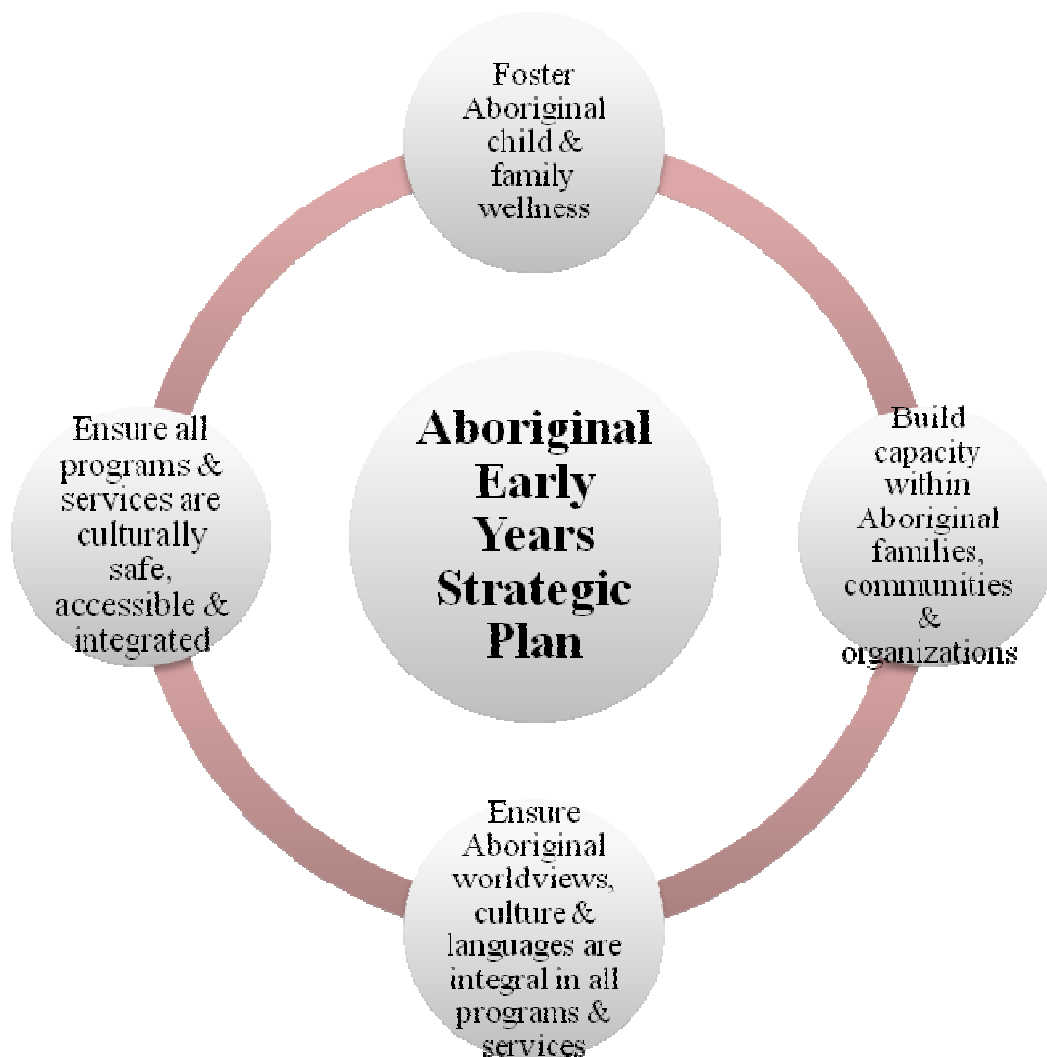 Foster
Aboriginal
child &
family
wellness
Ensure all
programs &
services are
culturally
safe,
accessible &
integrated
Aboriginal
Early
Years
Strategic
Plan
Build
capacity
within
Aboriginal
families,
communities
&
organizations
Ensure
Aboriginal
worldviews,
culture &
languages are
integral in all
programs &
services